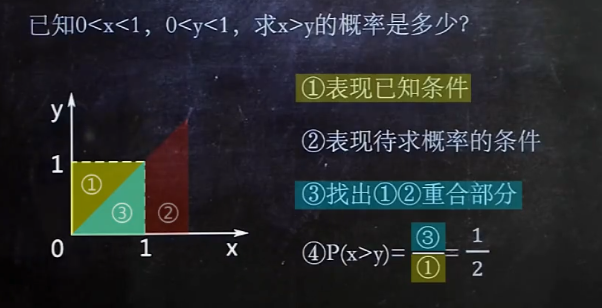 已知0<x<1，0<y<1，求x>y的概率是多少?
①表现已知条件
y
②表现待求概率的条件
1
①
③
②
③找出①②重合部分
0
1
x
④P(x>y)=③/①=1/2